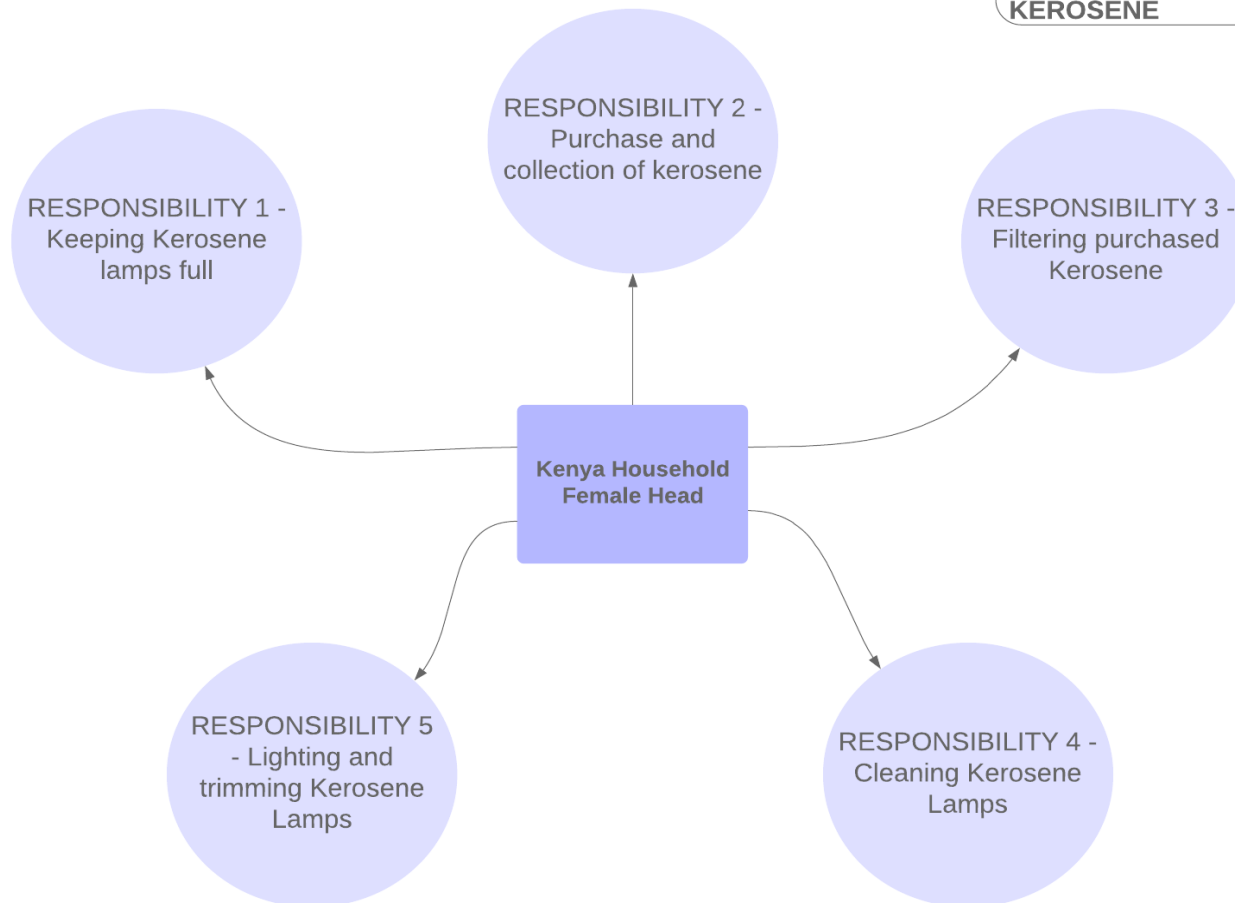 KEROSENE
RESPONSIBILITY 2 -
Purchase and
collection of kerosene
RESPONSIBILITY 1 -
Keeping Kerosene
lamps full
RESPONSIBILITY 3 -
Filtering purchased
Kerosene
Kenya Household
Female Head
RESPONSIBILITY 5
- Lighting and
trimming Kerosene
Lamps
RESPONSIBILITY 4 -
Cleaning Kerosene
Lamps